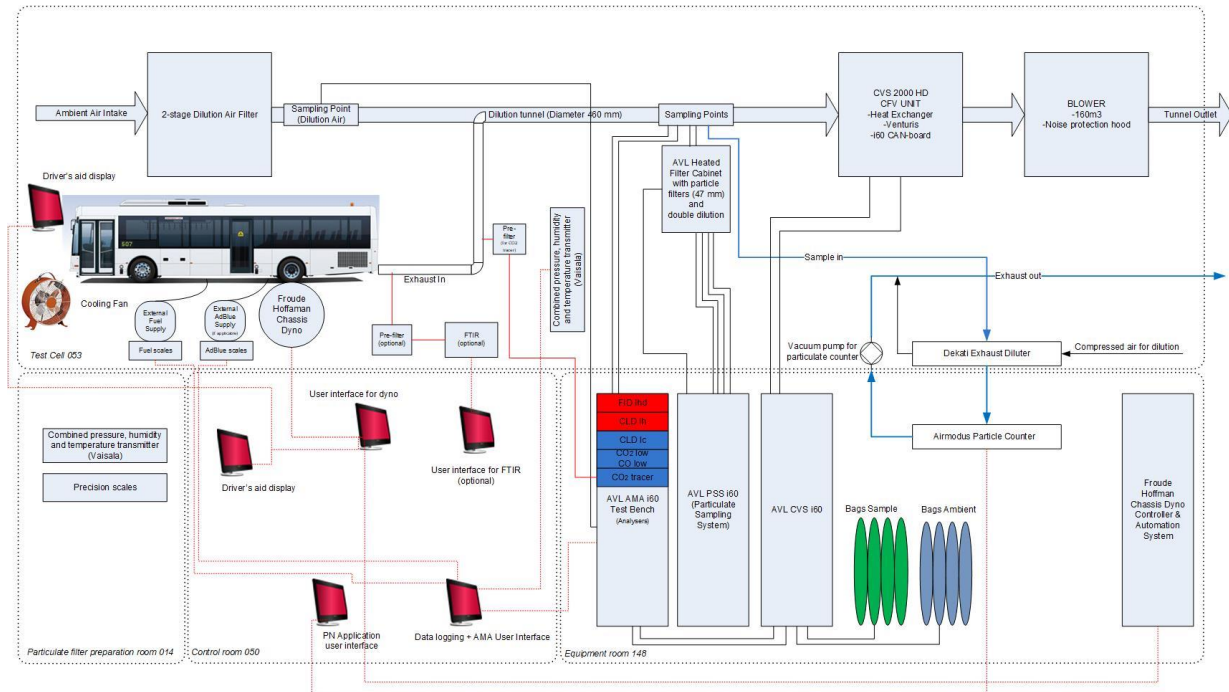 Ambient Air Intake
2-stage Dilution Air Filter
Sampling Point
(Dilution Air)
Dilution tunnel (Diameter 460 mm)
Sampling Points
CVS 2000 HD
CFV UNIT
-Heat Exchanger
-Venturis
-i60 CAN-board
BLOWER
-160m3
-Noise protection hood
Tunnel Outlet
Driver's aid display
507
Cooling Fan
External
Fuel
Supply
Fuel scales
External
AdBlue
Supply
(if applicable)
AdBlue scales
Froude
Hoffaman
Chassis
Dyno
Exhaust In
Pre-
filter
(for CO2
tracer)
Pre-filter
(optional)
FTIR
(optional)
Combined pressure, humidity
and temperature transmitter
(Vaisala)
AVL Heated
Filter Cabinet
with particle
filters (47 mm)
and
double dilution
Sample in
Exhaust out
Vacuum pump for
particulate counter
Dekati Exhaust Diluter
Compressed air for dilution
Airmodus Particle Counter
Test Cell 053
Combined pressure, humidity
and temperature transmitter
(Vaisala)
Precision scales
Particulate filter preparation room 014
User interface for dyno
Driver's aid display
User interface for FTIR
(optional)
PN Application
user interface
Data logging + AMA User Interface
Control room 050
FID lhd
CLD lh
CLD lc
CO2 low
CO low
CO2 tracer
AVL AMA i60
Test Bench
(Analysers)
AVL PSS i60
(Particulate
Sampling
System)
AVL CVS i60
Bags Sample
Bags Ambient
Froude
Hoffman
Chassis Dyno
Controller &
Automation
System
Equipment room 148